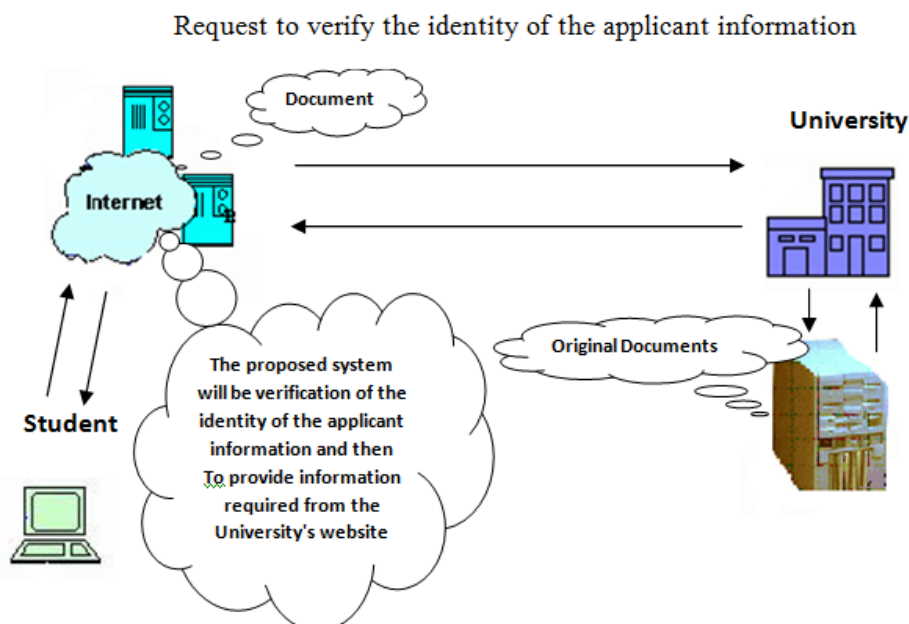 Request to verify the identity of the applicant information
Document
University
Internet
Original Documents
The proposed system
will be verification of the
identity of the applicant
information and then
To provide information
required from the
University's website
Student